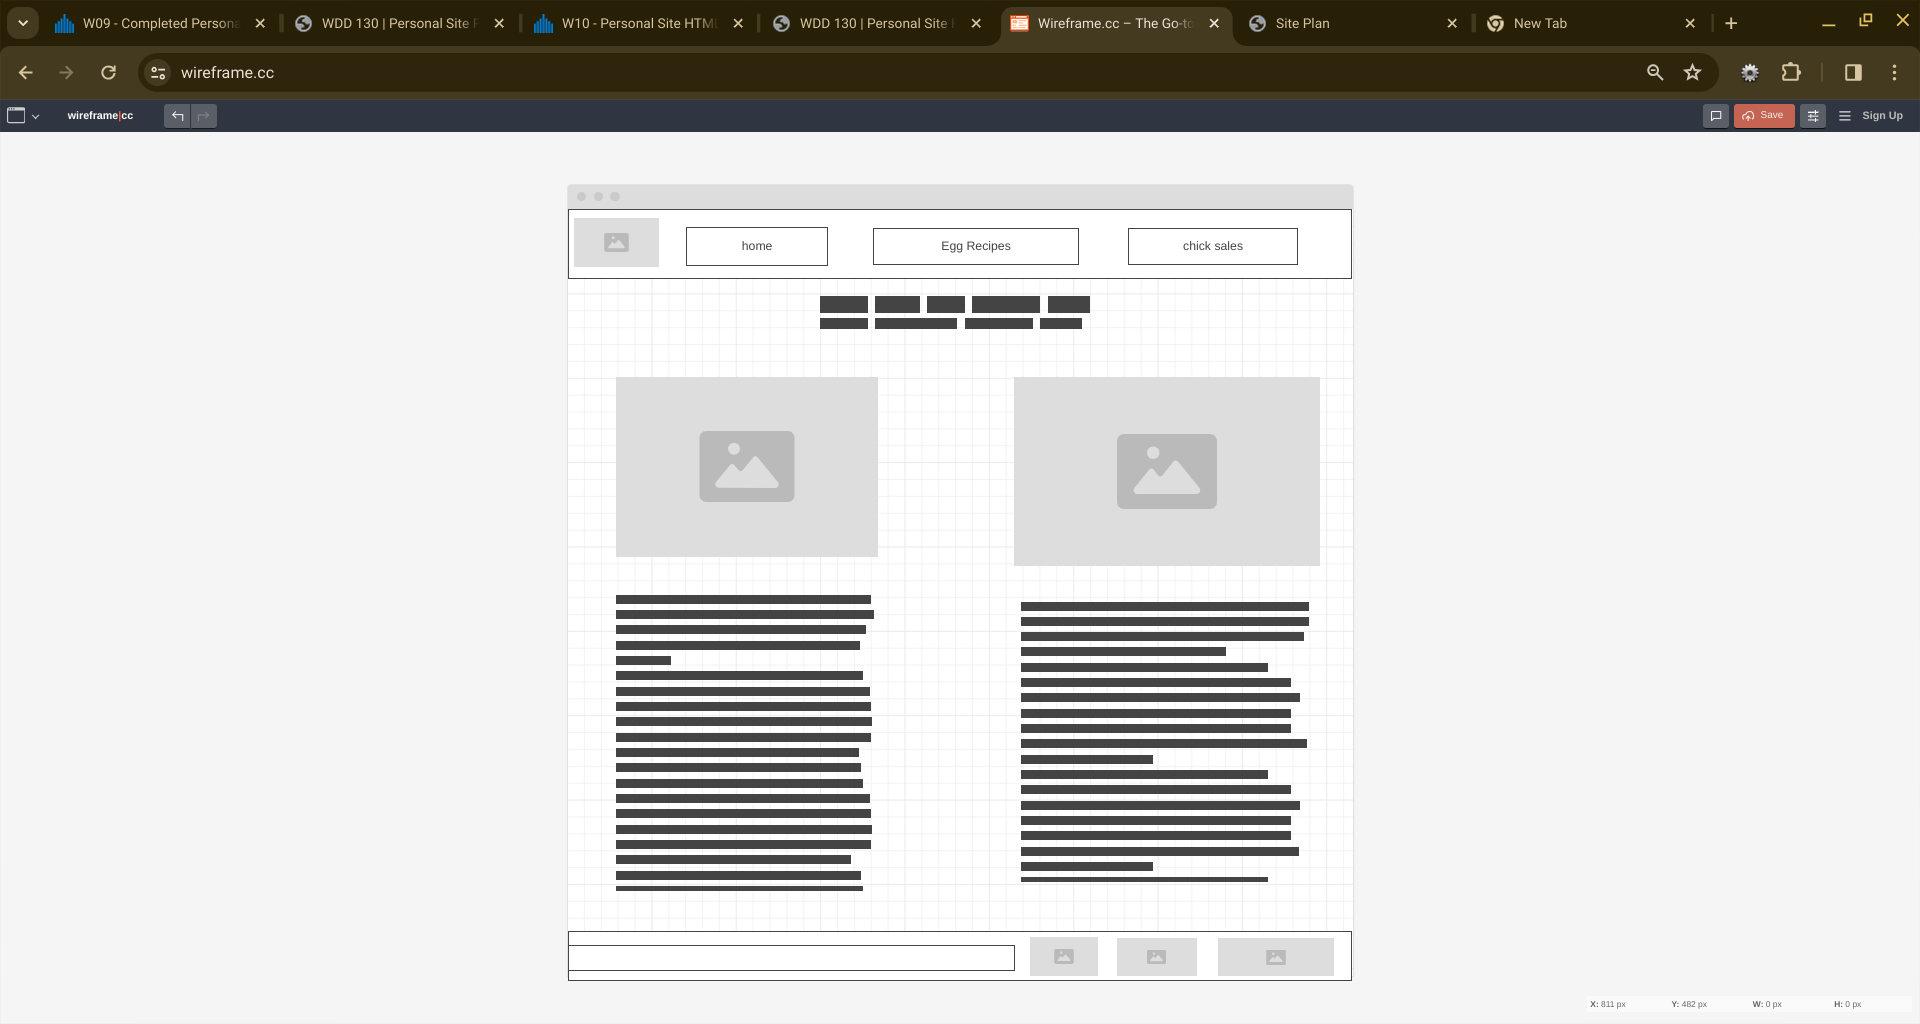 W09 - Completed Persona
WDD 130 | Personal Site
W10 - Personal Site HTML
WDD 130 | Personal Site
Wireframe.cc – The Go-to
Site Plan
New Tab
wireframe.cc
wireframe|cc
Save
Sign Up
home
Egg Recipes
chick sales
X: 811 px Y: 482 px W: 0 px H: 0 px